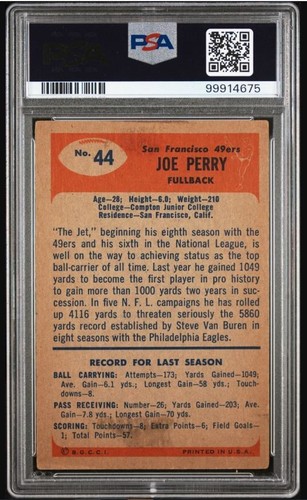 PSA
99914675
No. 44
San Francisco 49ers
JOE PERRY
FULLBACK
Age—28; Height—6.0; Weight—210
College—Compton Junior College
Residence—San Francisco, Calif.
"The Jet," beginning his eighth season with the
49ers and his sixth in the National League, is
well on the way to achieving status as the top
ball-carrier of all time. Last year he gained 1049
yards to become the first player in pro history
to gain more than 1000 yards two years in suc-
cession. In five N. F. L. campaigns he has rolled
up 4116 yards to threaten seriously the 5860
yards record established by Steve Van Buren in
eight seasons with the Philadelphia Eagles.
RECORD FOR LAST SEASON
BALL CARRYING: Attempts—173; Yards Gained—1049;
Ave. Gain—6.1 yds.; Longest Gain—58 yds.; Touch-
downs—8.
PASS RECEIVING: Number—26; Yards Gained—203; Ave.
Gain—7.8 yds.; Longest Gain—70 yds.
SCORING: Touchdowns—8; Extra Points—6; Field Goals—
1; Total Points—57.
© B.U.C.C.I.
PRINTED IN U.S.A.